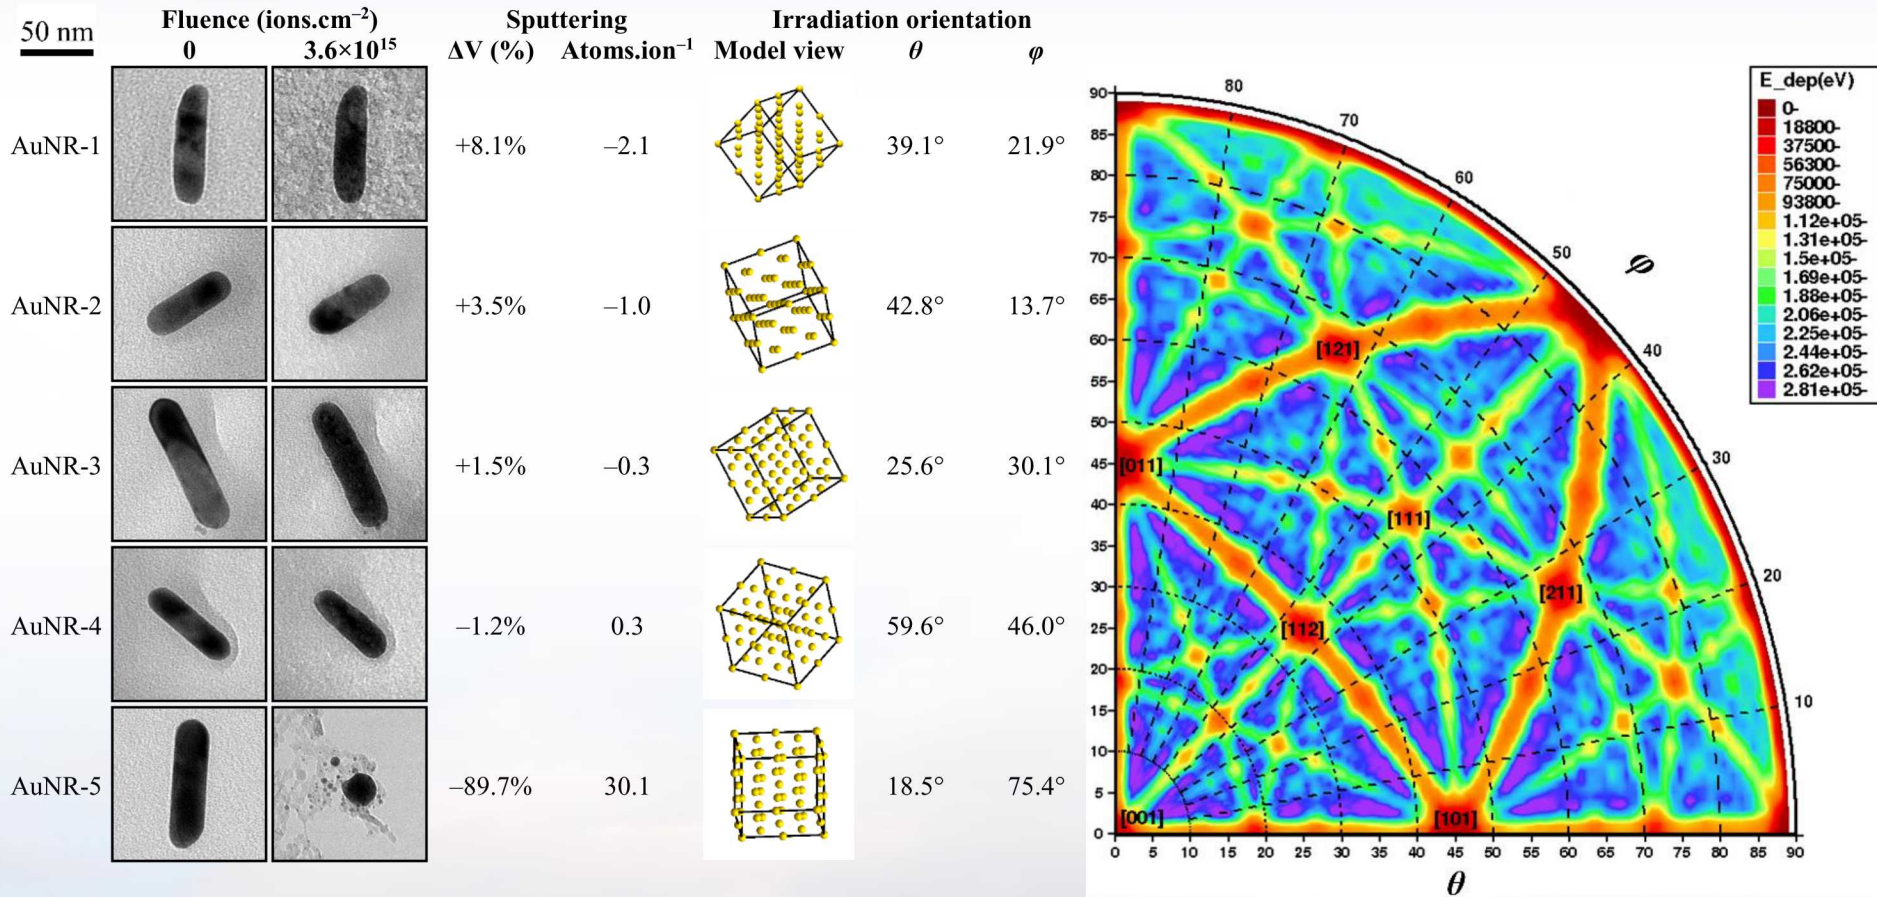 50 nm
Fluence (ions.cm⁻²) Sputtering Irradiation orientation
0 3.6×10¹⁵ ΔV (%) Atoms.ion⁻¹ Model view θ φ
AuNR-1 +8.1% –2.1 39.1° 21.9°
AuNR-2 +3.5% –1.0 42.8° 13.7°
AuNR-3 +1.5% –0.3 25.6° 30.1°
AuNR-4 –1.2% 0.3 59.6° 46.0°
AuNR-5 –89.7% 30.1 18.5° 75.4°
E_dep(eV)
0-
18800-
37500-
56300-
75000-
93800-
1.12e+05-
1.31e+05-
1.5e+05-
1.69e+05-
1.88e+05-
2.06e+05-
2.25e+05-
2.44e+05-
2.62e+05-
2.81e+05-
90
85
80
75
70
65
60
55
50
45
40
35
30
25
20
15
10
5
0
80
70
60
50
φ
40
30
20
10
[121]
[011]
[111]
[211]
[112]
[001]
[101]
0 5 10 15 20 25 30 35 40 45 50 55 60 65 70 75 80 85 90
θ